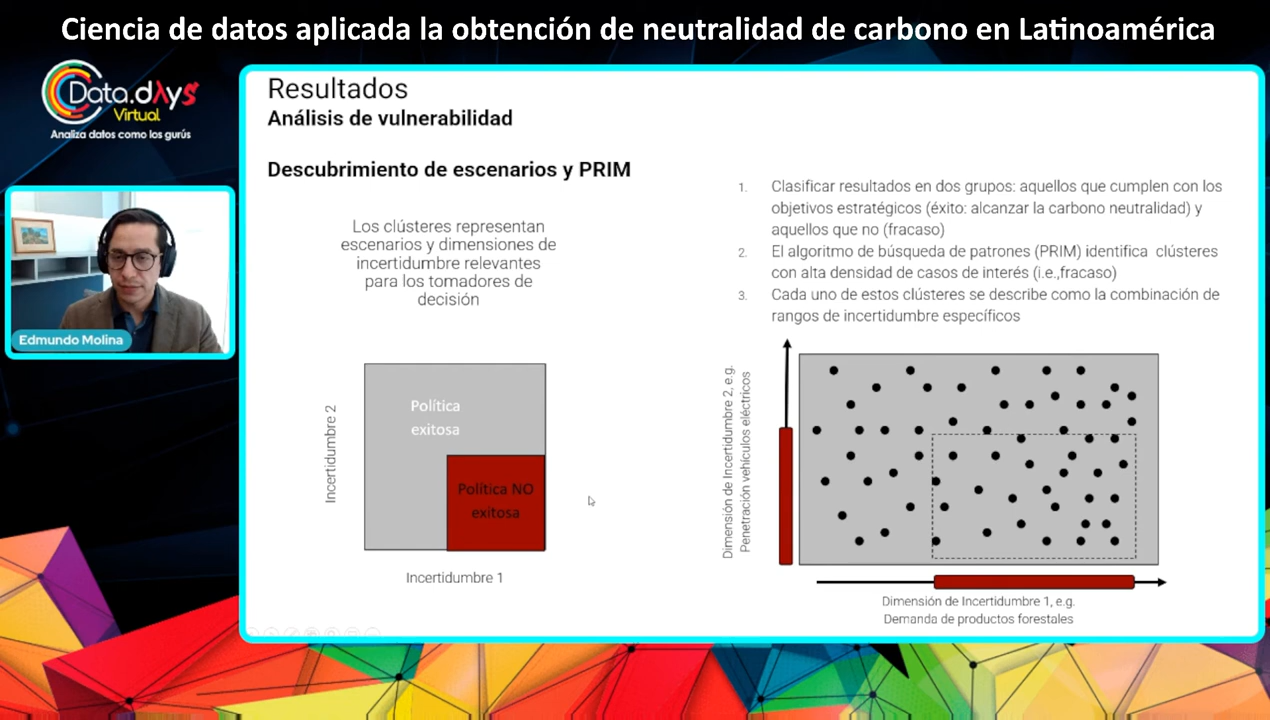 Ciencia de datos aplicada la obtención de neutralidad de carbono en Latinoamérica
Data.dAys
Virtual
Analiza datos como los gurús
Edmundo Molina
Resultados
Análisis de vulnerabilidad
Descubrimiento de escenarios y PRIM
Los clústeres representan
escenarios y dimensiones de
incertidumbre relevantes
para los tomadores de
decisión
Política
exitosa
Política NO
exitosa
Incertidumbre 2
Incertidumbre 1
1. Clasificar resultados en dos grupos: aquellos que cumplen con los
objetivos estratégicos (éxito: alcanzar la carbono neutralidad) y
aquellos que no (fracaso)
2. El algoritmo de búsqueda de patrones (PRIM) identifica clústeres
con alta densidad de casos de interés (i.e.,fracaso)
3. Cada uno de estos clústeres se describe como la combinación de
rangos de incertidumbre específicos
Dimensión de Incertidumbre 2, e.g.
Penetración vehículos eléctricos
Dimensión de Incertidumbre 1, e.g.
Demanda de productos forestales